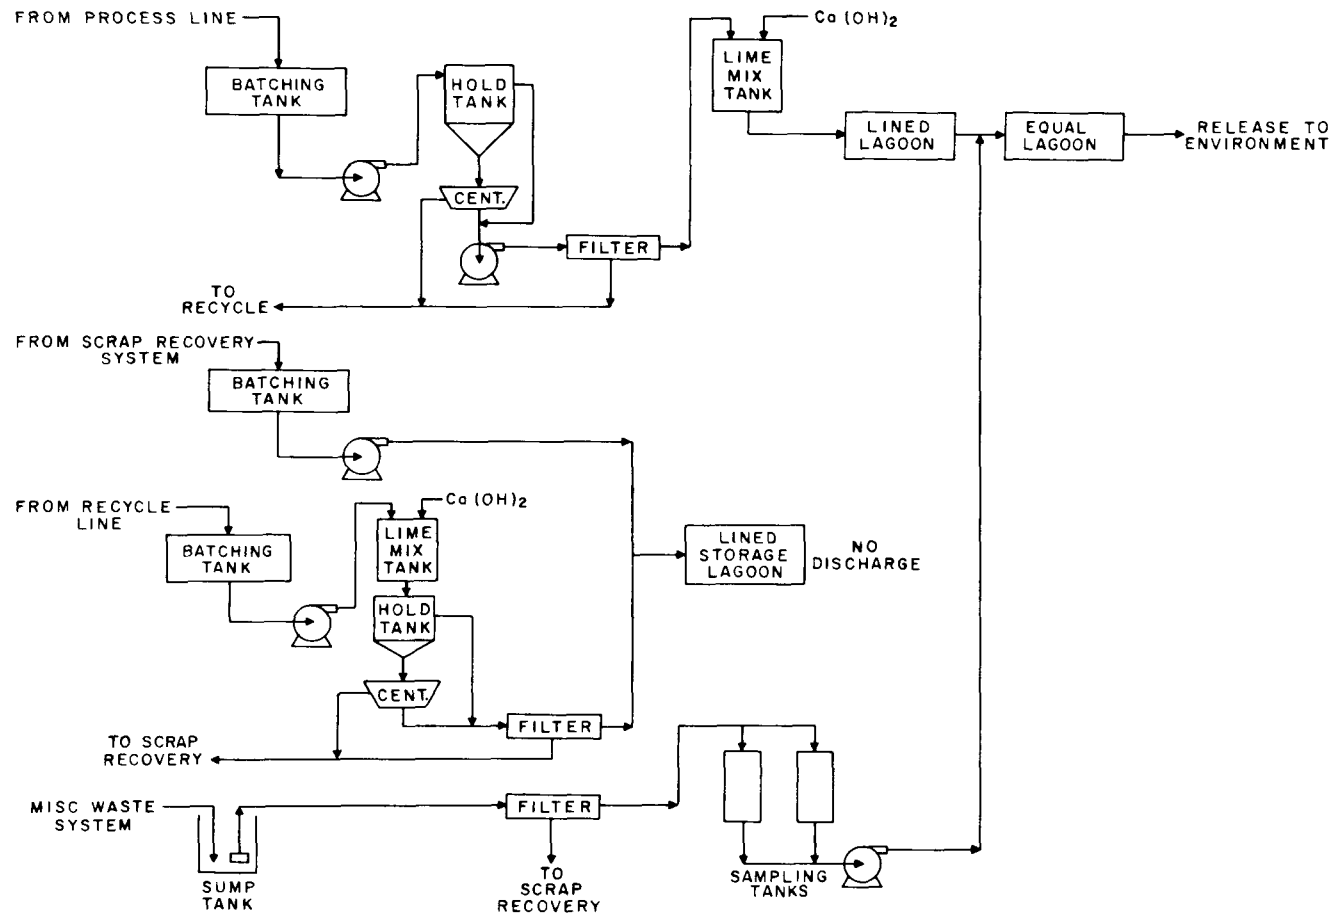 FROM PROCESS LINE
BATCHING
TANK
HOLD
TANK
CENT.
FILTER
TO
RECYCLE
Ca (OH)2
LIME
MIX
TANK
LINED
LAGOON
EQUAL
LAGOON
RELEASE TO
ENVIRONMENT
FROM SCRAP RECOVERY
SYSTEM
BATCHING
TANK
FROM RECYCLE
LINE
BATCHING
TANK
Ca (OH)2
LIME
MIX
TANK
HOLD
TANK
CENT.
FILTER
TO SCRAP
RECOVERY
LINED
STORAGE
LAGOON
NO
DISCHARGE
MISC WASTE
SYSTEM
SUMP
TANK
FILTER
TO
SCRAP
RECOVERY
SAMPLING
TANKS